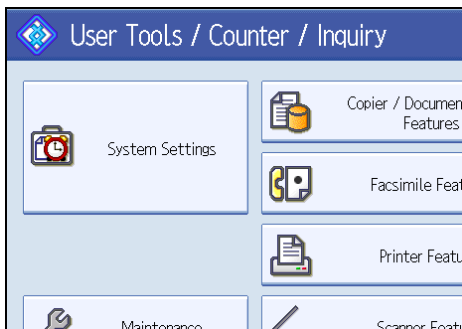 User Tools / Counter / Inquiry
System Settings
Copier / Documen
Features
Facsimile Feat
Printer Featu
Maintenance
Scanner Featu